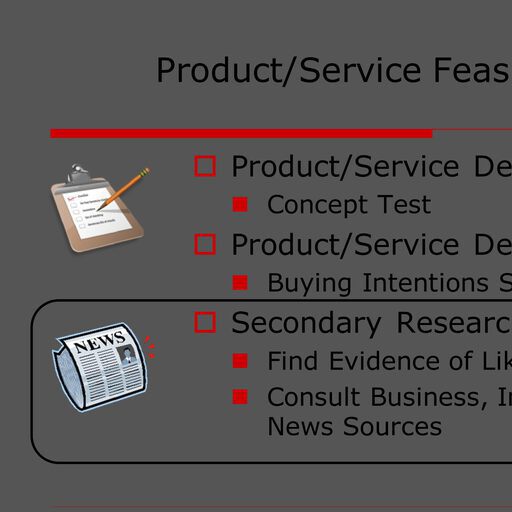 Product/Service Feas
Product/Service De
Concept Test
Product/Service De
Buying Intentions S
Secondary Researc
Find Evidence of Lik
Consult Business, In
News Sources
NEWS